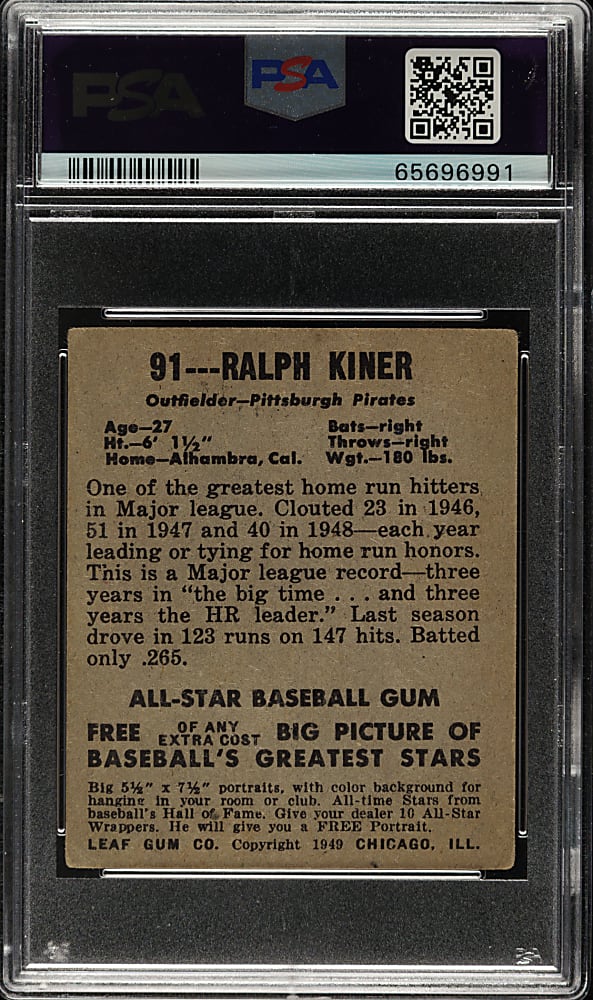 PSA
PSA
65696991
91---RALPH KINER
Outfielder—Pittsburgh Pirates
Age—27 Bats—right
Ht.—6' 1½" Throws—right
Home—Alhambra, Cal. Wgt.—180 lbs.
One of the greatest home run hitters
in Major league. Clouted 23 in 1946,
51 in 1947 and 40 in 1948—each year
leading or tying for home run honors.
This is a Major league record—three
years in “the big time . . . and three
years the HR leader.” Last season
drove in 123 runs on 147 hits. Batted
only .265.
ALL-STAR BASEBALL GUM
FREE OF ANY EXTRA COST BIG PICTURE OF
BASEBALL'S GREATEST STARS
Big 5½" x 7½" portraits, with color background for
hanging in your room or club. All-time Stars from
baseball's Hall of Fame. Give your dealer 10 All-Star
Wrappers. He will give you a FREE Portrait.
LEAF GUM CO. Copyright 1949 CHICAGO, ILL.
PSA